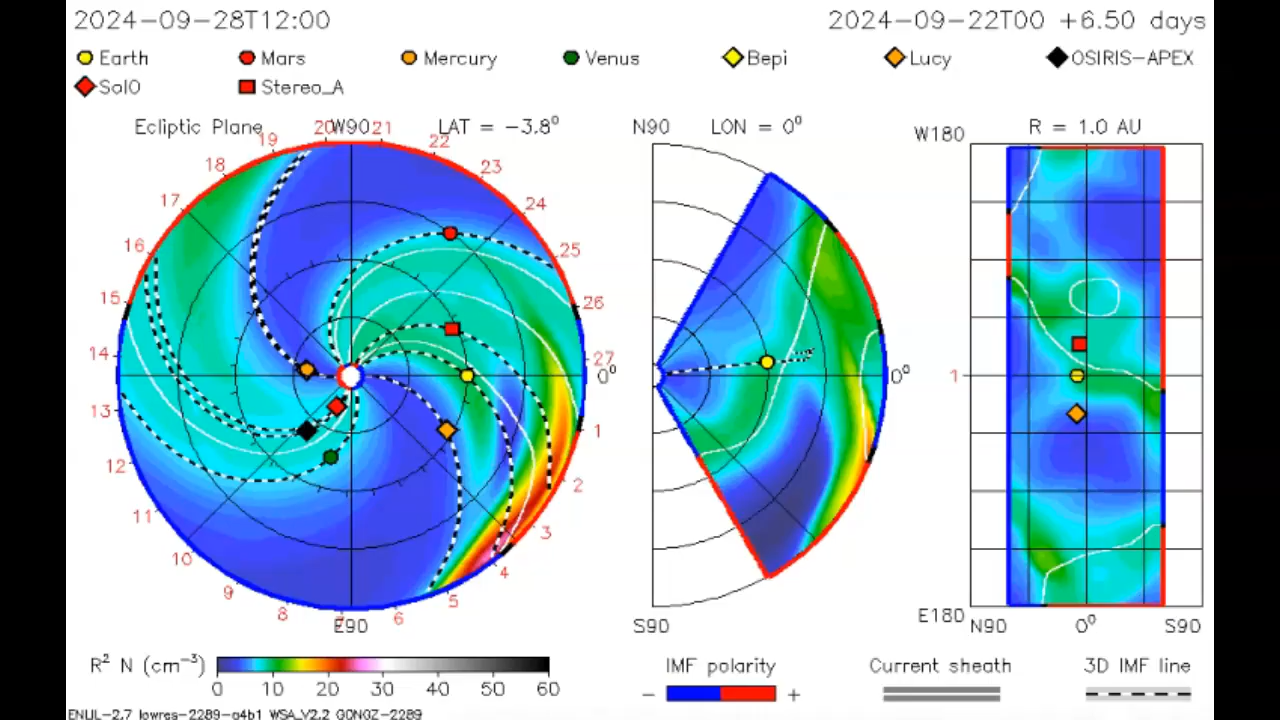 2024-09-28T12:00 2024-09-22T00 +6.50 days
Earth Mars Mercury Venus Bepi Lucy OSIRIS-APEX
SolO Stereo_A
Ecliptic Plane W90 LAT = -3.8° N90 LON = 0° W180 R = 1.0 AU
19 20 21 22
18 23
17 24
16 25
15 26
14 27 0° 0° 1
13
12 1
11 2
10 3
9 4
8 7 6 5
E90 S90 E180 N90 0° S90
R² N (cm⁻³) IMF polarity Current sheath 3D IMF line
0 10 20 30 40 50 60 - +
ENLIL-2.7 lowres-2289-a4b1 WSA_V2.2 GONGZ-2289